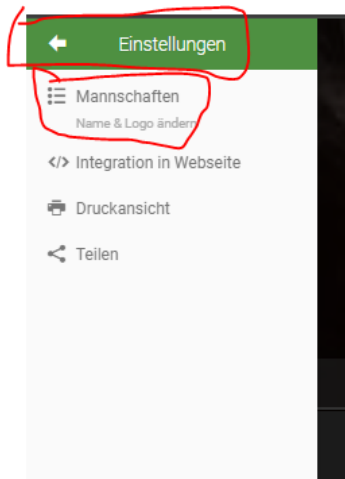 Einstellungen
Mannschaften
Name & Logo ändern
</> Integration in Webseite
Druckansicht
Teilen